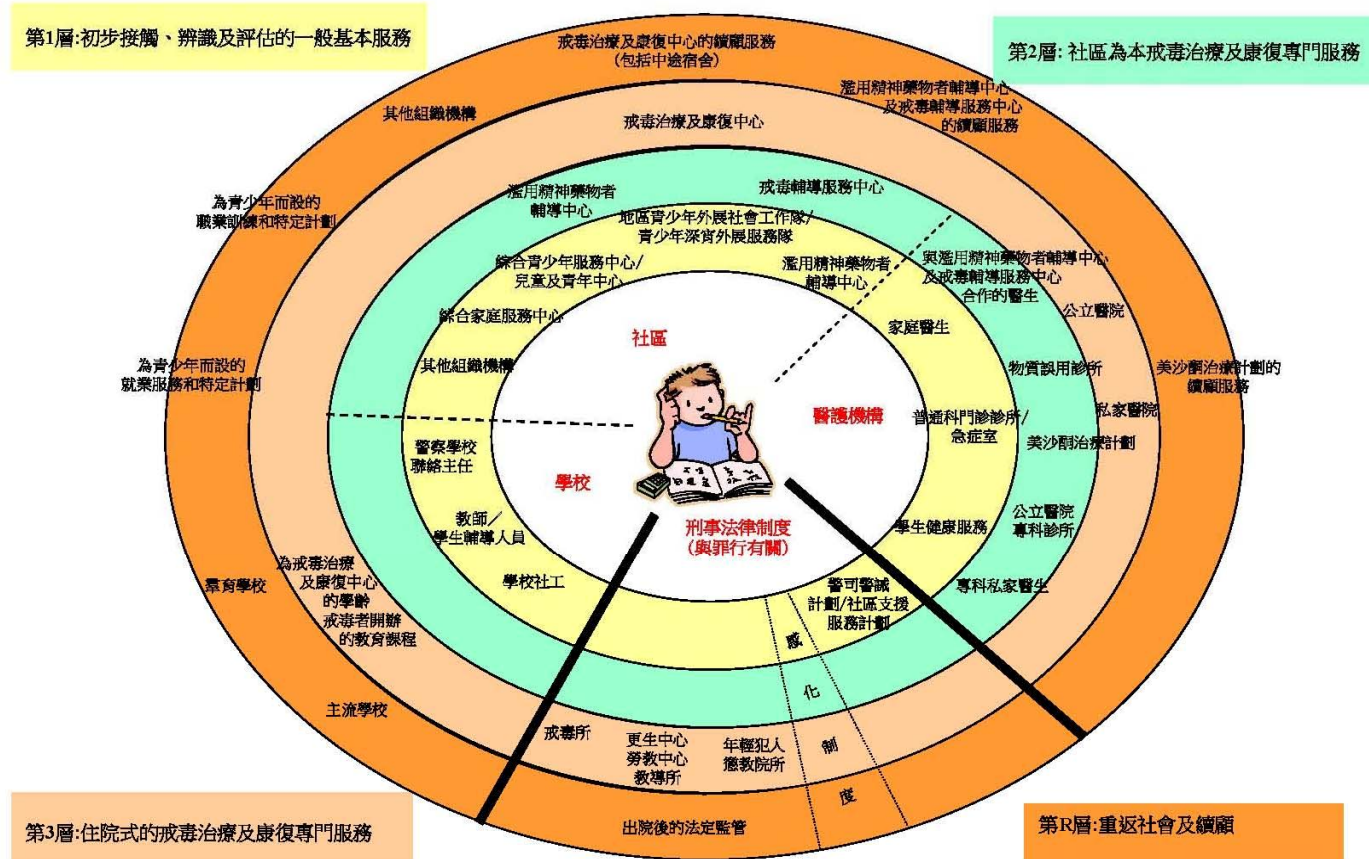 第1層:初步接觸、辨識及評估的一般基本服務
第2層: 社區為本戒毒治療及康復專門服務
戒毒治療及康復中心的續顧服務
(包括中途宿舍)
濫用精神藥物者輔導中心
及戒毒輔導服務中心
的續顧服務
其他組織機構
為青少年而設的
職業訓練和特定計劃
為青少年而設的
就業服務和特定計劃
美沙酮治療計劃的
續顧服務
戒毒治療及康復中心
公立醫院
私家醫院
濫用精神藥物者
輔導中心
戒毒輔導服務中心
與濫用精神藥物者輔導中心
及戒毒輔導服務中心
合作的醫生
物質誤用診所
美沙酮治療計劃
公立醫院
專科診所
專科私家醫生
地區青少年外展社會工作隊/
青少年深宵外展服務隊
綜合青少年服務中心/
兒童及青年中心
濫用精神藥物者
輔導中心
綜合家庭服務中心
其他組織機構
家庭醫生
普通科門診診所/
急症室
學生健康服務
社區
醫護機構
學校
刑事法律制度
(與罪行有關)
警察學校
聯絡主任
教師／
學生輔導人員
學校社工
警司警誡
計劃/社區支援
服務計劃
感
化
制
度
為戒毒治療
及康復中心
的學齡
戒毒者開辦
的教育課程
羣育學校
主流學校
戒毒所
更生中心
勞教中心
教導所
年輕犯人
懲教院所
出院後的法定監管
第3層:住院式的戒毒治療及康復專門服務
第R層:重返社會及續顧